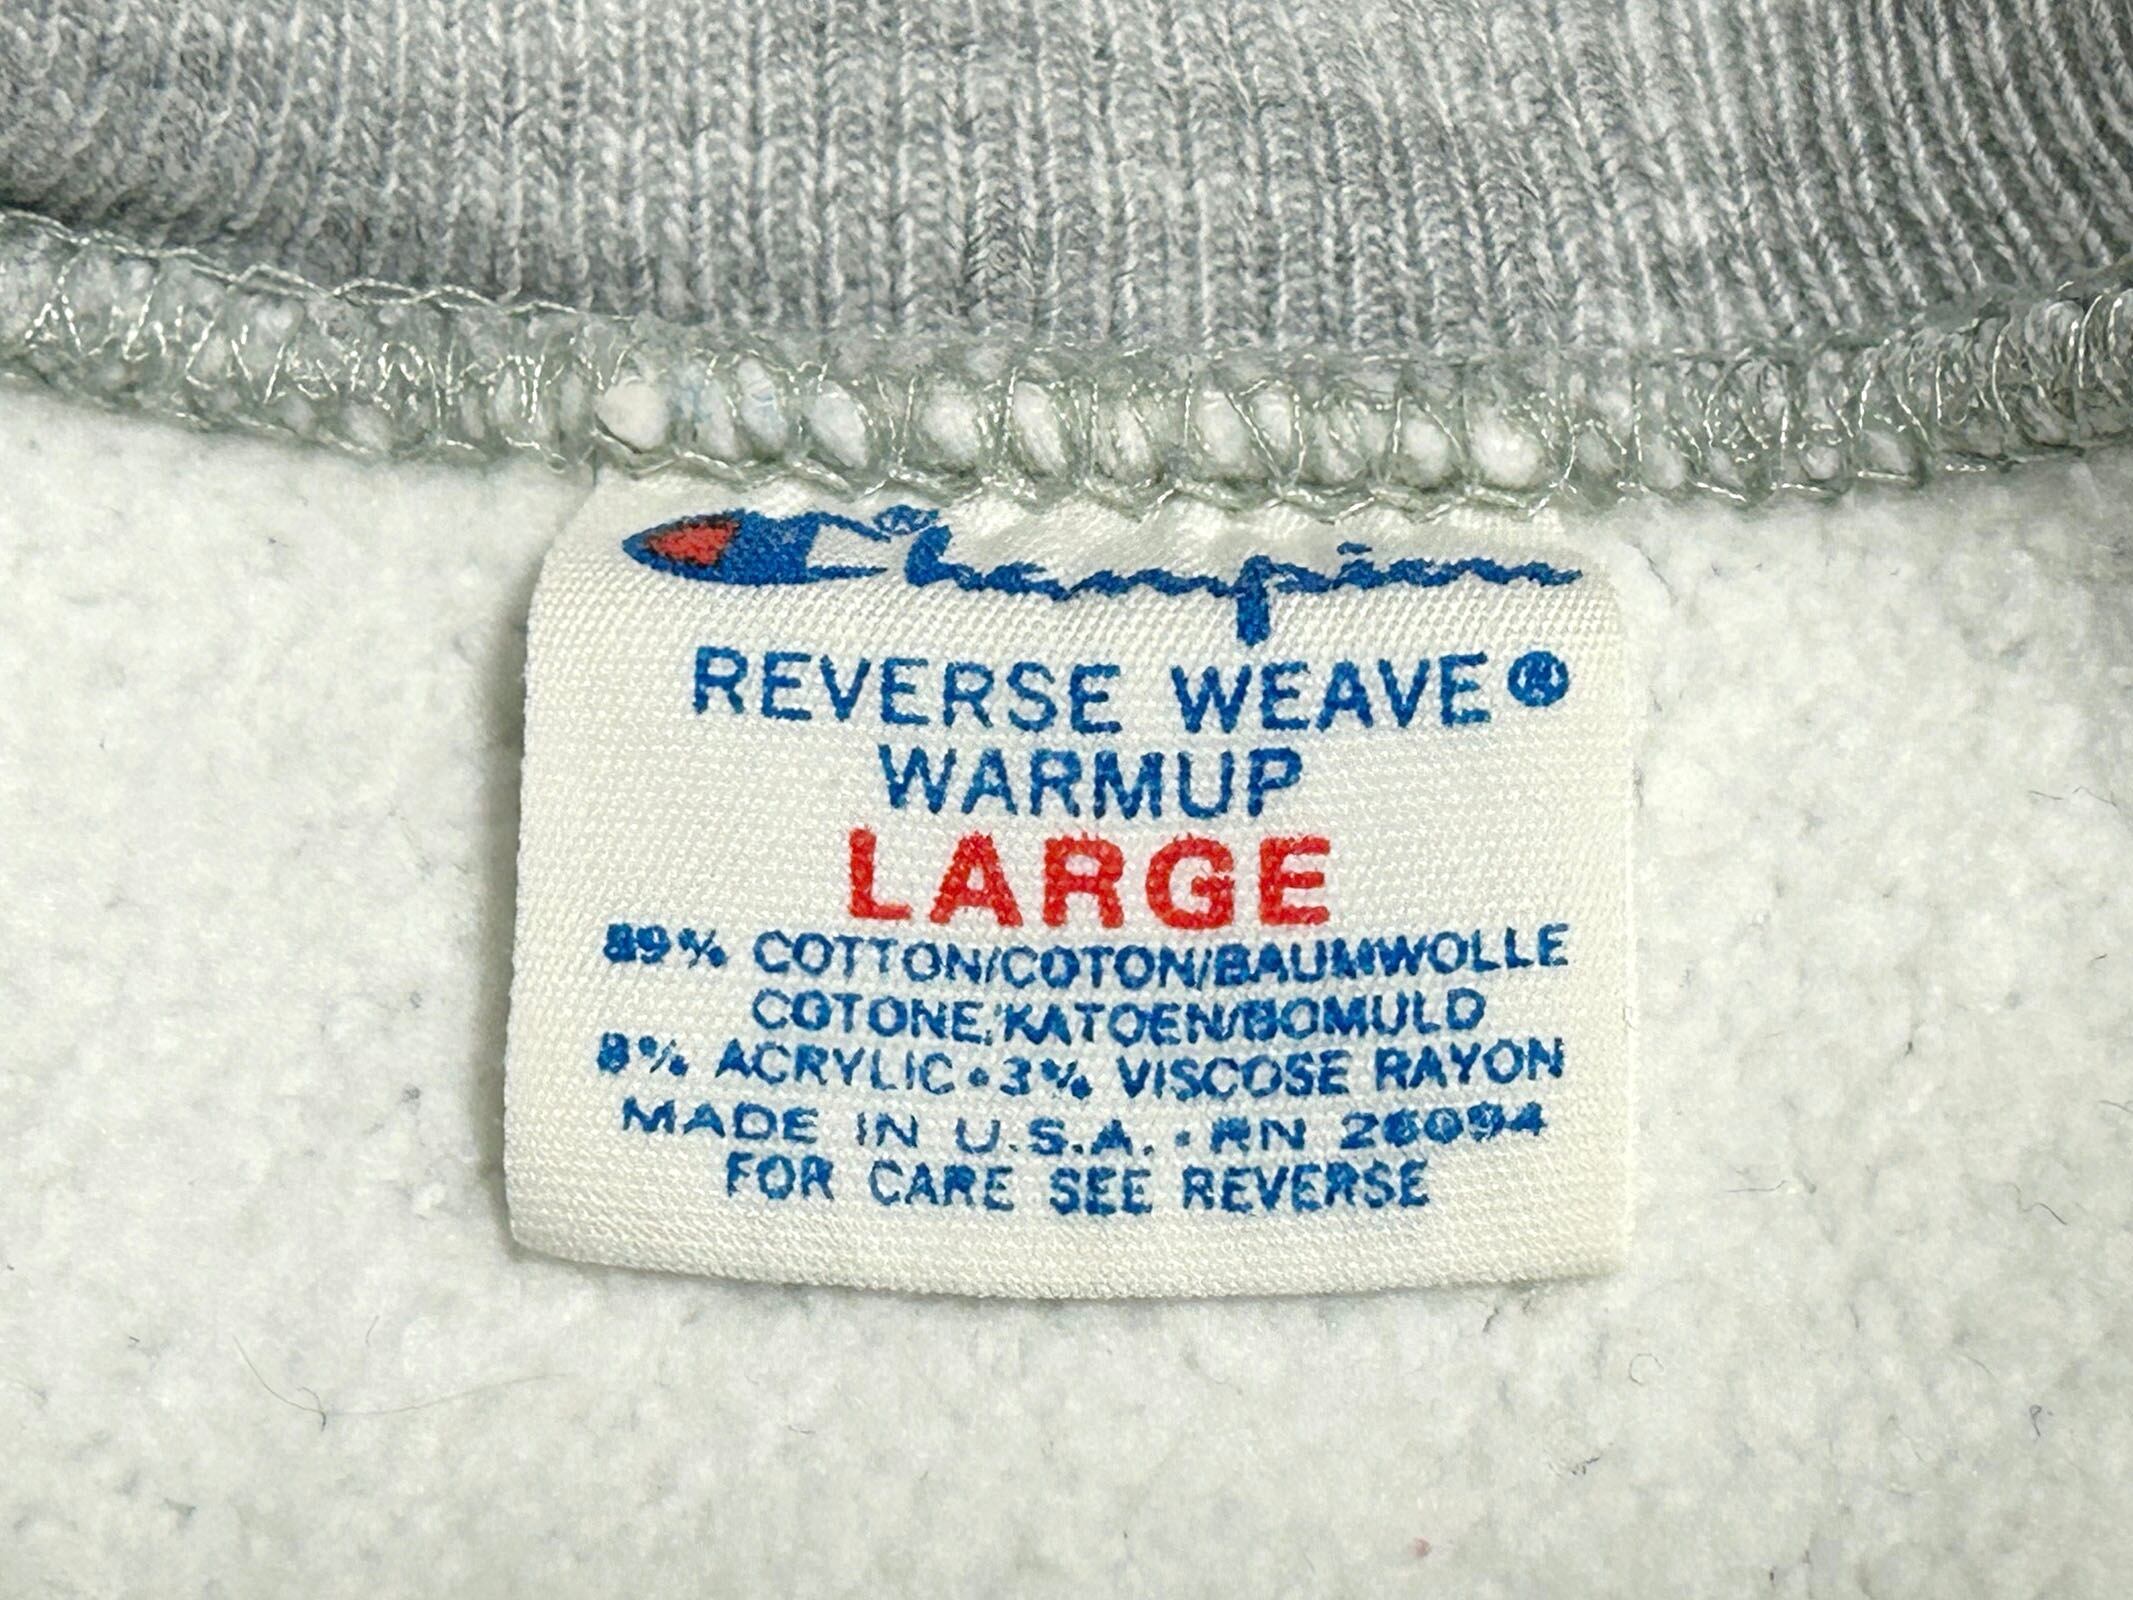 Champion®
REVERSE WEAVE®
WARMUP
LARGE
89% COTTON/COTON/BAUMWOLLE
COTONE/KATOEN/BOMULD
8% ACRYLIC • 3% VISCOSE RAYON
MADE IN U.S.A. • RN 26094
FOR CARE SEE REVERSE